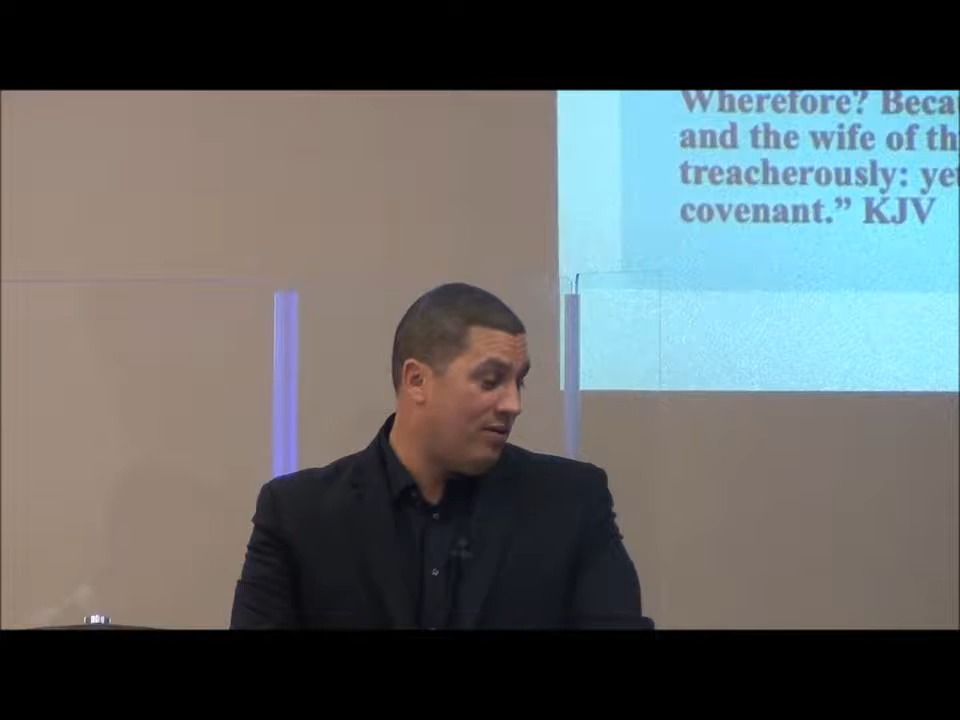 Wherefore? Beca
and the wife of th
treacherously: yet
covenant.” KJV